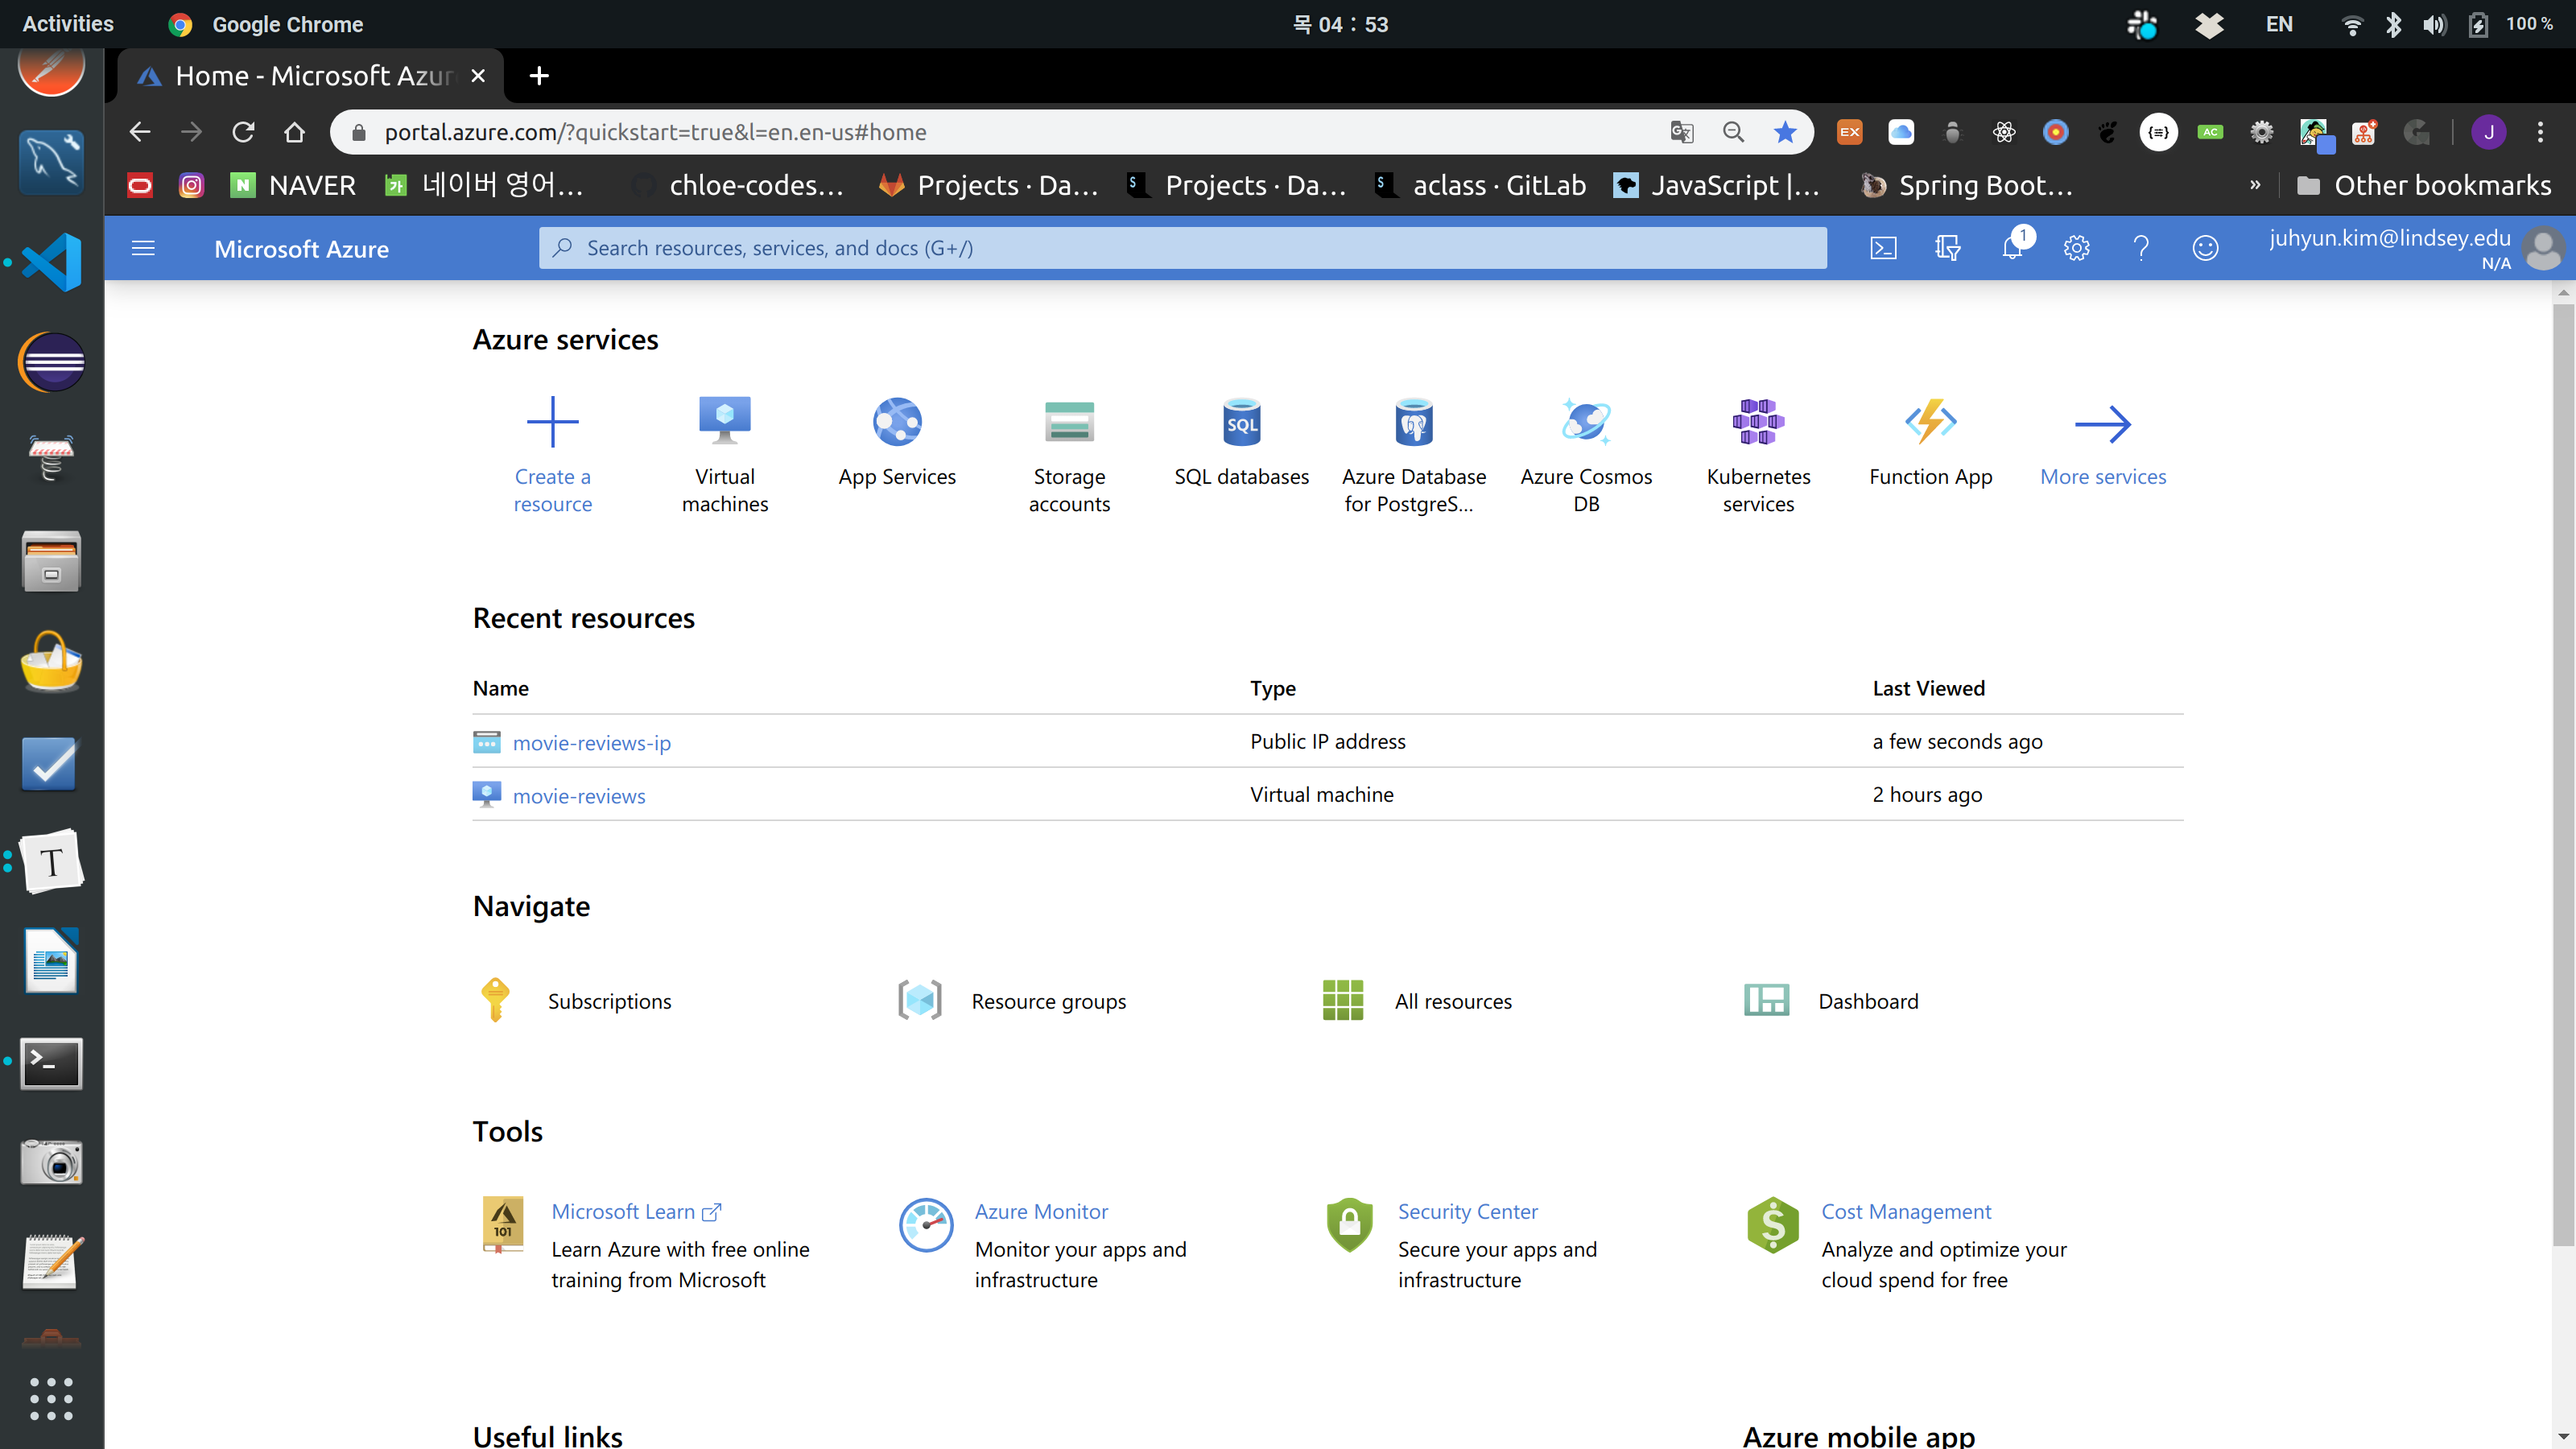 Activities Google Chrome 목 04 : 53 EN 100 %
Home - Microsoft Azur
portal.azure.com/?quickstart=true&l=en.en-us#home EX AC J
NAVER 네이버 영어... chloe-codes... Projects · Da... Projects · Da... aclass · GitLab JavaScript |... Spring Boot... » Other bookmarks
Microsoft Azure Search resources, services, and docs (G+/) 1 juhyun.kim@lindsey.edu
N/A
Azure services
SQL
Create a resource
Virtual machines
App Services
Storage accounts
SQL databases
Azure Database for PostgreS...
Azure Cosmos DB
Kubernetes services
Function App
More services
Recent resources
Name Type Last Viewed
movie-reviews-ip Public IP address a few seconds ago
movie-reviews Virtual machine 2 hours ago
Navigate
Subscriptions Resource groups All resources Dashboard
Tools
101
Microsoft Learn
Learn Azure with free online
training from Microsoft
Azure Monitor
Monitor your apps and
infrastructure
Security Center
Secure your apps and
infrastructure
Cost Management
Analyze and optimize your
cloud spend for free
Useful links Azure mobile app